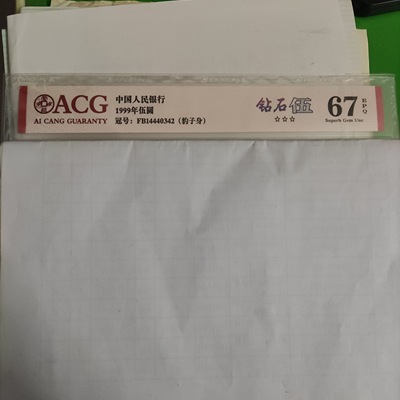 ACG
AI CANG GUARANTY
中国人民银行
1999年伍圆
冠号：FB14440342（豹子身）
钻石伍
☆☆☆
67 EPQ
Superb Gem Unc